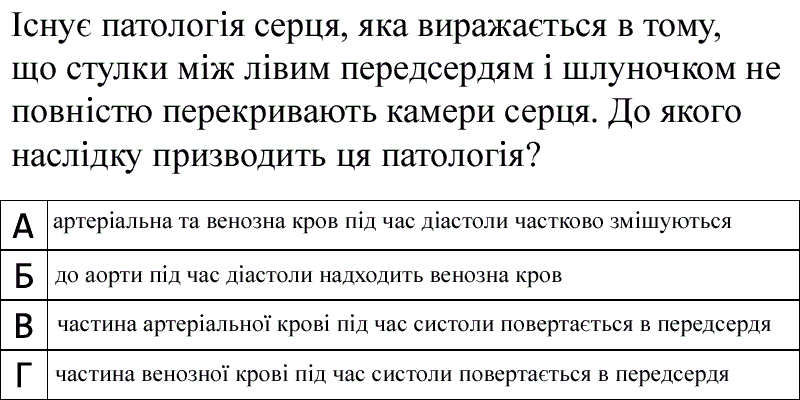 Існує патологія серця, яка виражається в тому,
що стулки між лівим передсердям і шлуночком не
повністю перекривають камери серця. До якого
наслідку призводить ця патологія?
А артеріальна та венозна кров під час діастоли частково змішуються
Б до аорти під час діастоли надходить венозна кров
В частина артеріальної крові під час систоли повертається в передсердя
Г частина венозної крові під час систоли повертається в передсердя